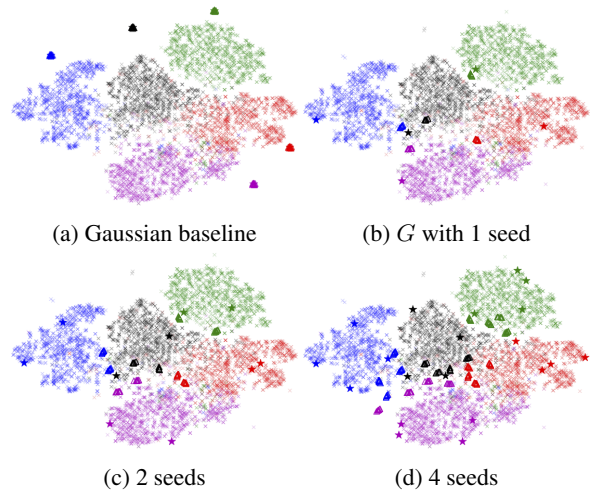 (a) Gaussian baseline
(b) G with 1 seed
(c) 2 seeds
(d) 4 seeds